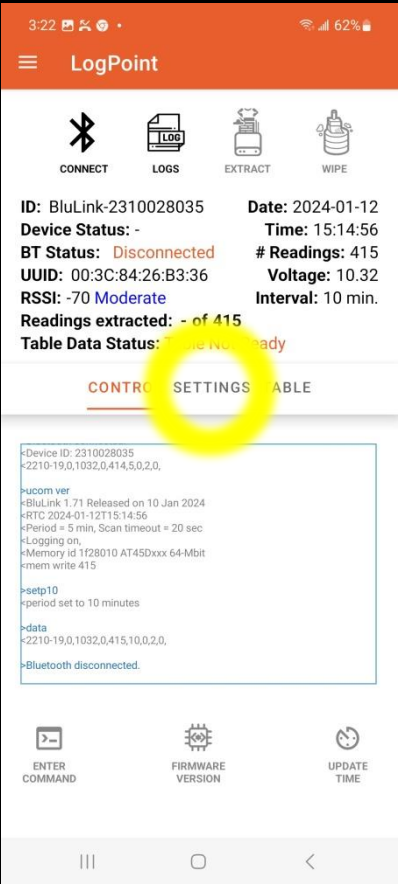 3:22
62%
LogPoint
CONNECT LOGS EXTRACT WIPE
LOG
ID: BluLink-2310028035 Date: 2024-01-12
Device Status: - Time: 15:14:56
BT Status: Disconnected # Readings: 415
UUID: 00:3C:84:26:B3:36 Voltage: 10.32
RSSI: -70 Moderate Interval: 10 min.
Readings extracted: - of 415
Table Data Status: Table Not Ready
CONTRO SETTINGS TABLE
<Device ID: 2310028035
<2210-19,0,1032,0,414,5,0,2,0,
>ucom ver
<BluLink 1.71 Released on 10 Jan 2024
<RTC 2024-01-12T15:14:56
<Period = 5 min, Scan timeout = 20 sec
<Logging on,
<Memory id 1f28010 AT45Dxxx 64-Mbit
<mem write 415
>setp10
<period set to 10 minutes
>data
<2210-19,0,1032,0,415,10,0,2,0,
>Bluetooth disconnected.
ENTER COMMAND
FIRMWARE VERSION
UPDATE TIME